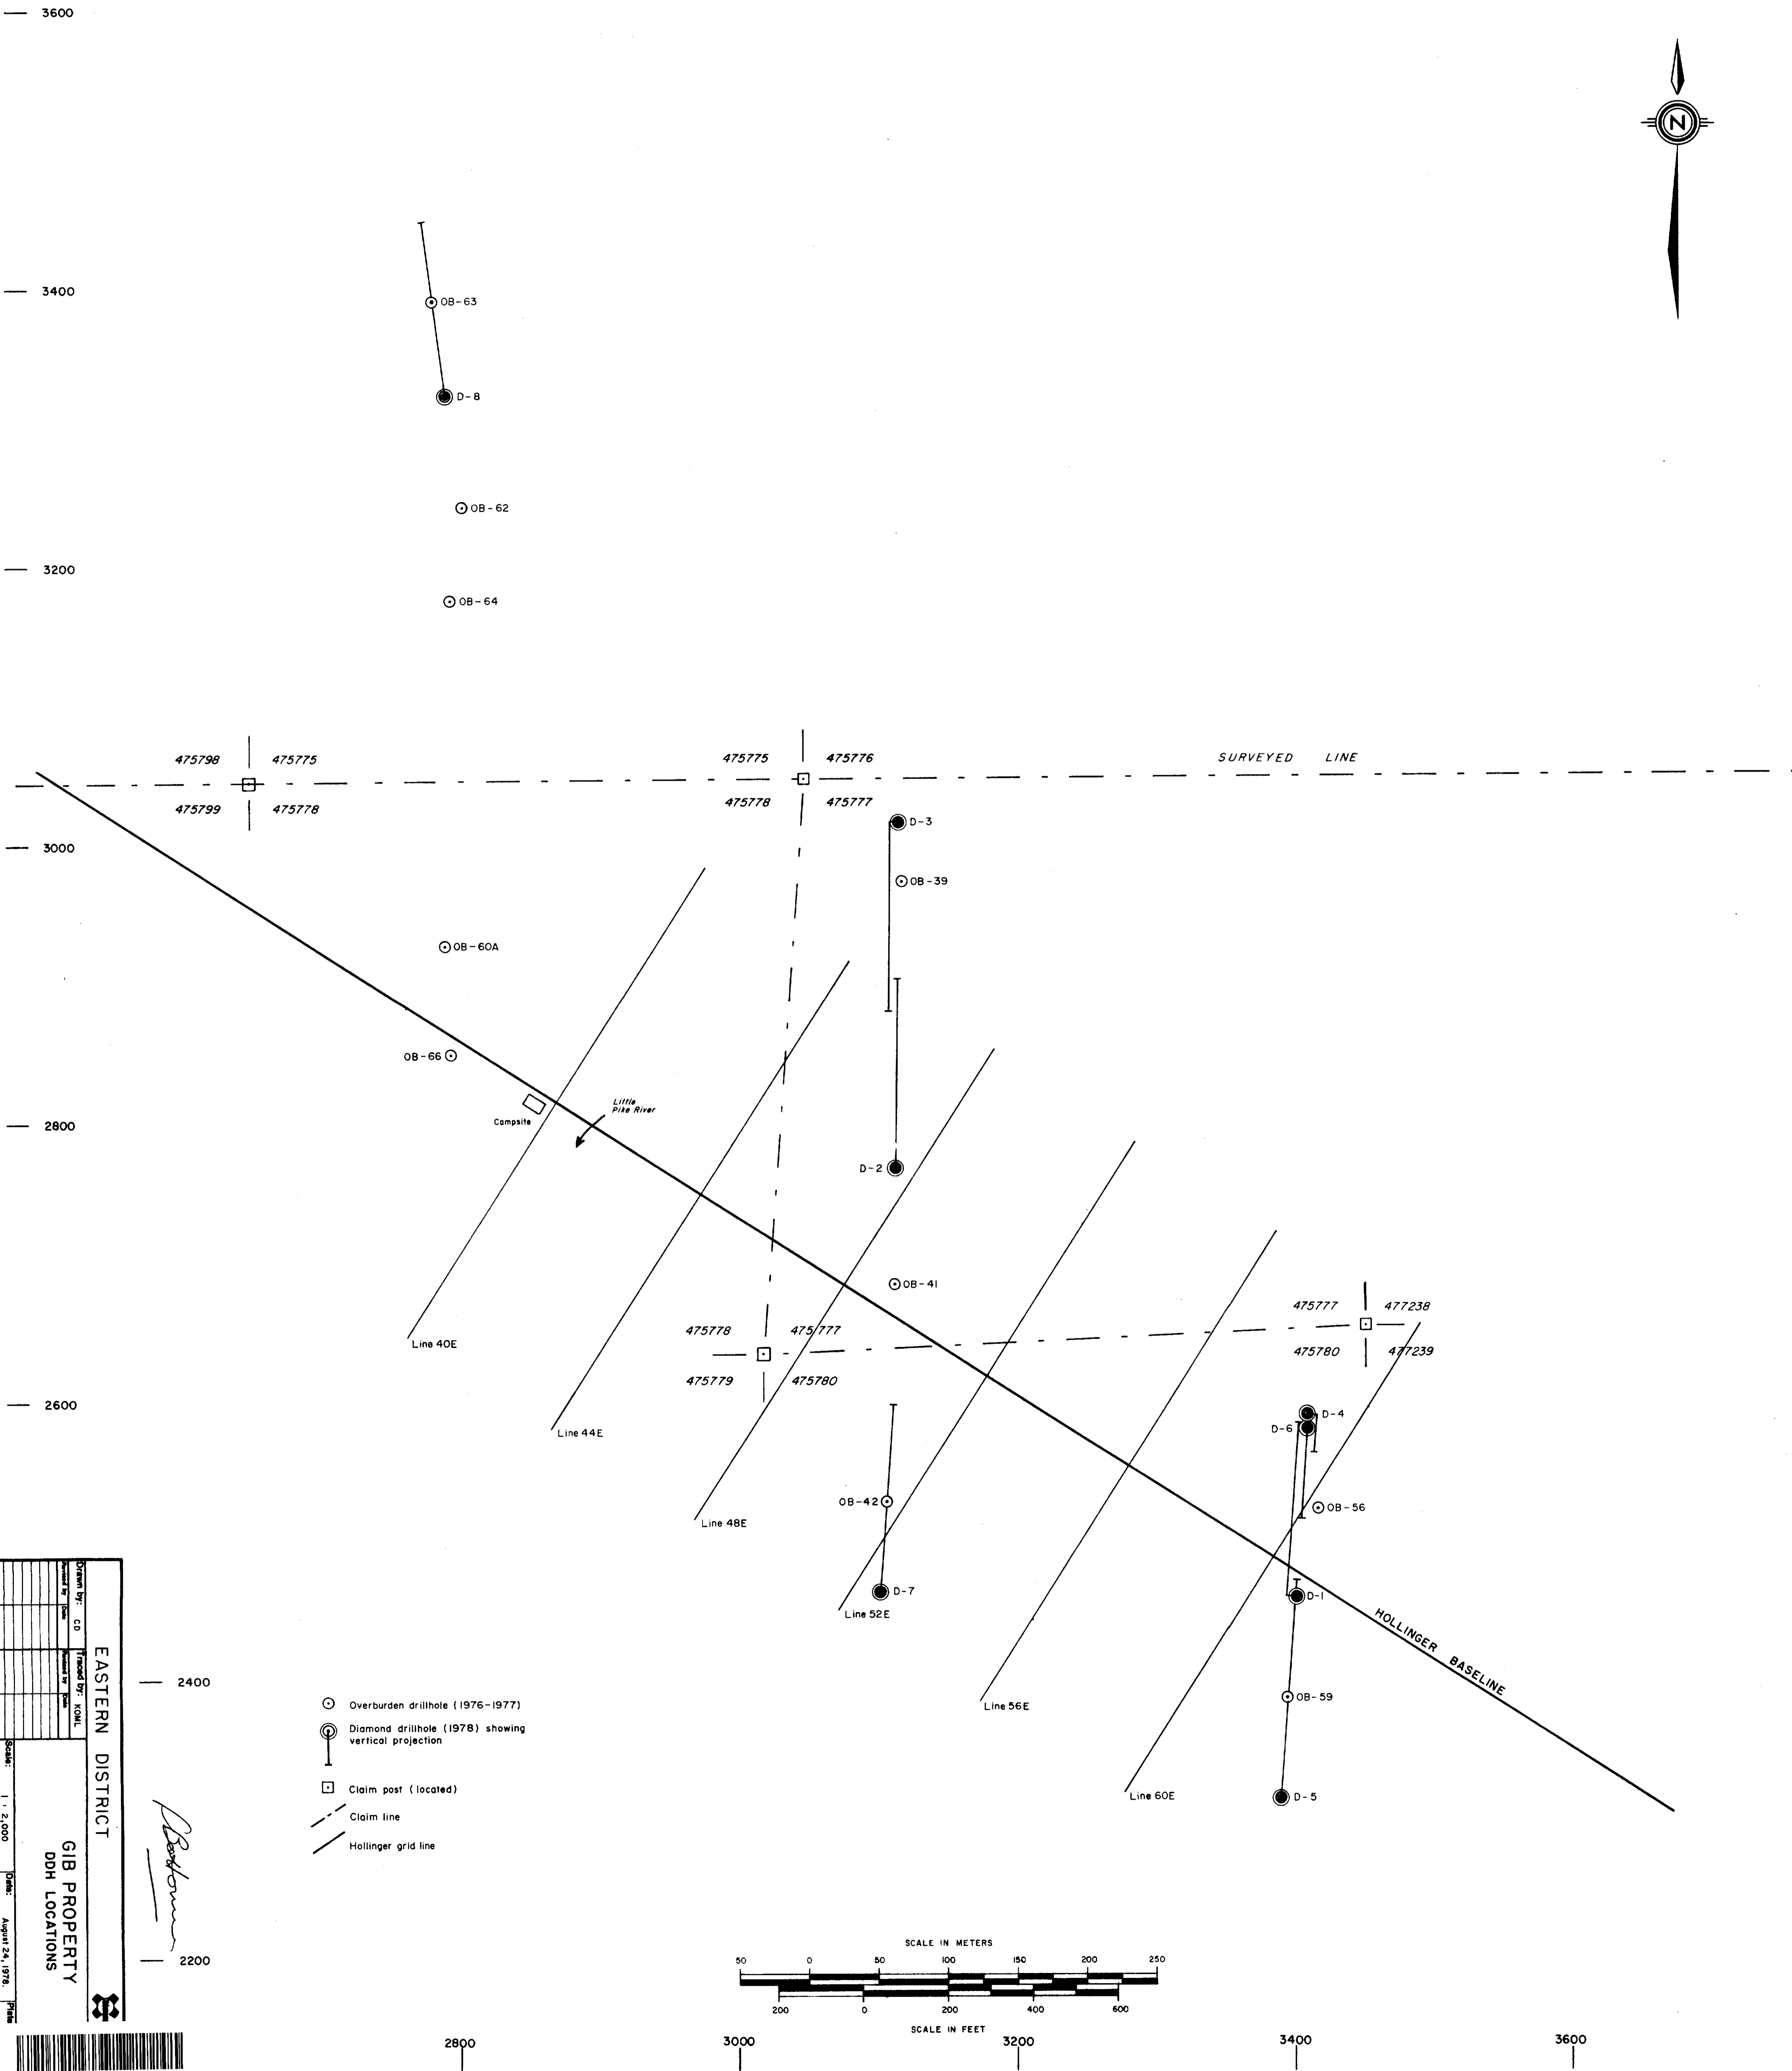 3600
N
3400
OB-63
D-8
OB-62
3200
OB-64
475798 475775
475775 475776
SURVEYED LINE
475799 475778
475778 475777
D-3
3000
OB-39
OB-60A
OB-66
Little
Pike River
Campsite
2800
D-2
OB-41
475777 477238
475778 475777
Line 40E
475780 477239
475779 475780
2600
D-4
D-6
Line 44E
OB-42
OB-56
Line 48E
D-7
D-1
Line 52E
HOLLINGER BASELINE
2400
OB-59
Line 56E
Overburden drillhole (1976-1977)
Diamond drillhole (1978) showing
vertical projection
Claim post (located)
Claim line
Hollinger grid line
Line 60E
D-5
EASTERN DISTRICT
Drawn by: CD Traced by: KOML
Revised by Date Revised by Date
GIB PROPERTY
DDH LOCATIONS
Scale: 1 : 2,000 Date: August 24, 1978. Plate
2200
SCALE IN METERS
50 0 50 100 150 200 250
200 0 200 400 600
SCALE IN FEET
2800 3000 3200 3400 3600